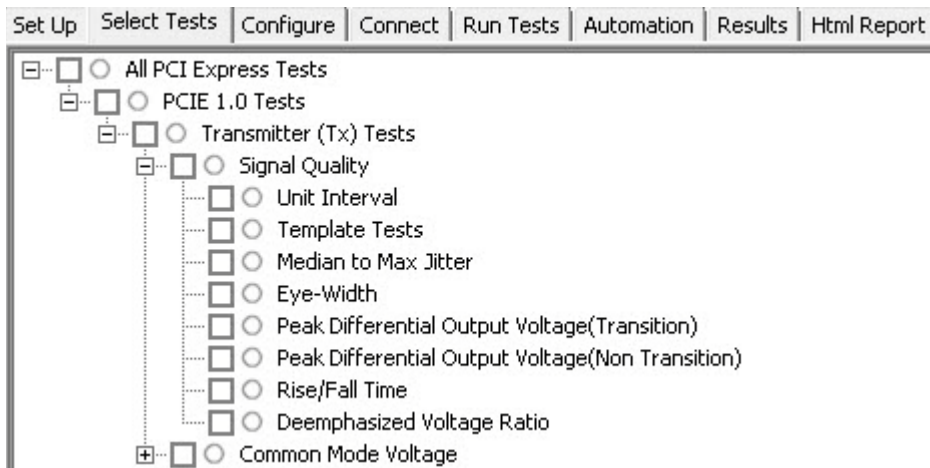 Set Up Select Tests Configure Connect Run Tests Automation Results Html Report
All PCI Express Tests
PCIE 1.0 Tests
Transmitter (Tx) Tests
Signal Quality
Unit Interval
Template Tests
Median to Max Jitter
Eye-Width
Peak Differential Output Voltage(Transition)
Peak Differential Output Voltage(Non Transition)
Rise/Fall Time
Deemphasized Voltage Ratio
Common Mode Voltage